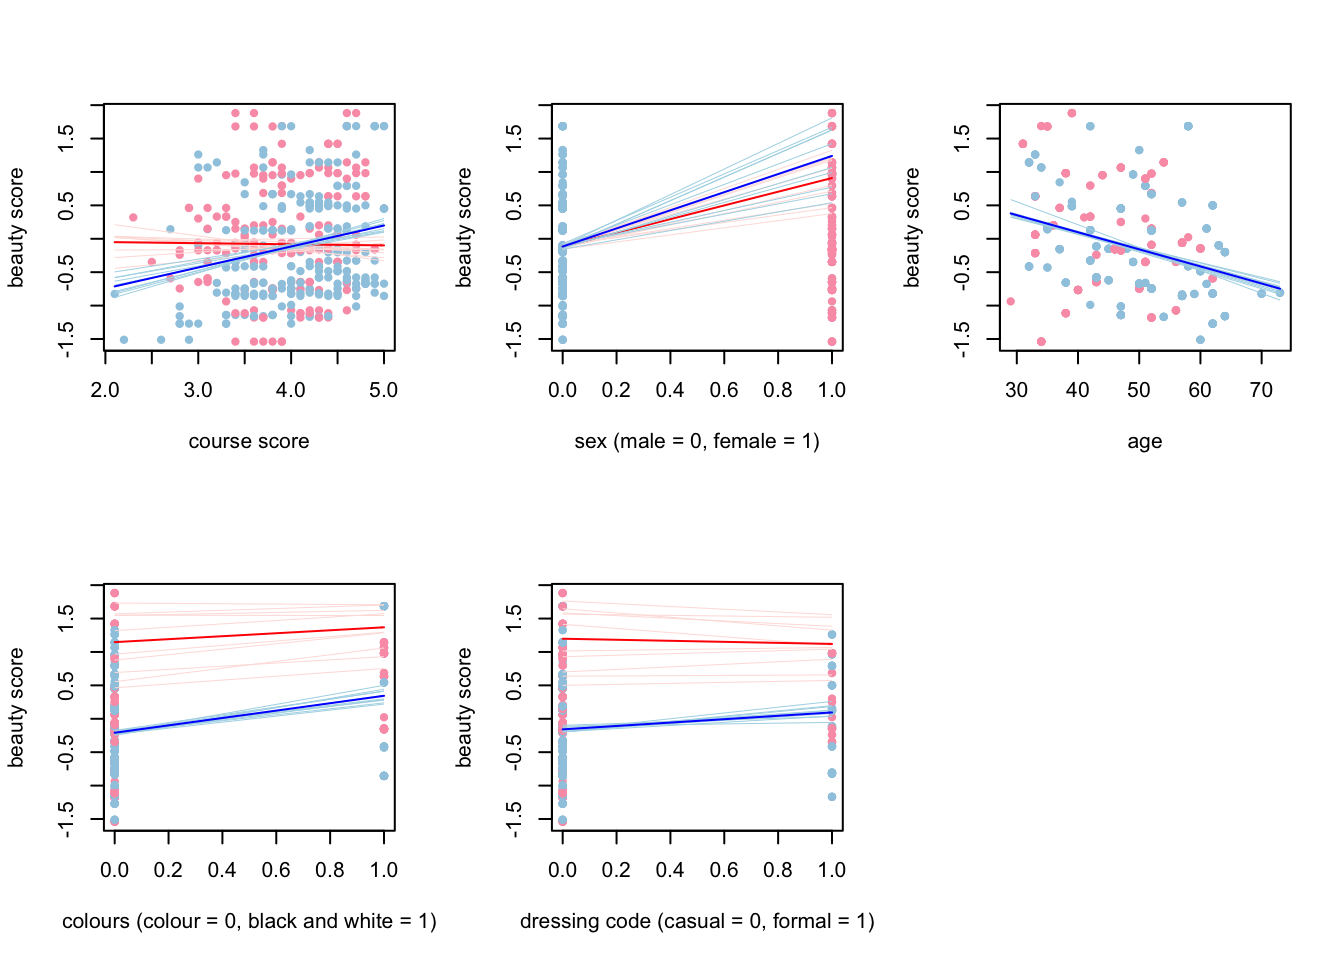 beauty score
-1.5 -0.5 0.5 1.5
2.0 3.0 4.0 5.0
course score
beauty score
-1.5 -0.5 0.5 1.5
0.0 0.2 0.4 0.6 0.8 1.0
sex (male = 0, female = 1)
beauty score
-1.5 -0.5 0.5 1.5
30 40 50 60 70
age
beauty score
-1.5 -0.5 0.5 1.5
0.0 0.2 0.4 0.6 0.8 1.0
colours (colour = 0, black and white = 1)
beauty score
-1.5 -0.5 0.5 1.5
0.0 0.2 0.4 0.6 0.8 1.0
dressing code (casual = 0, formal = 1)